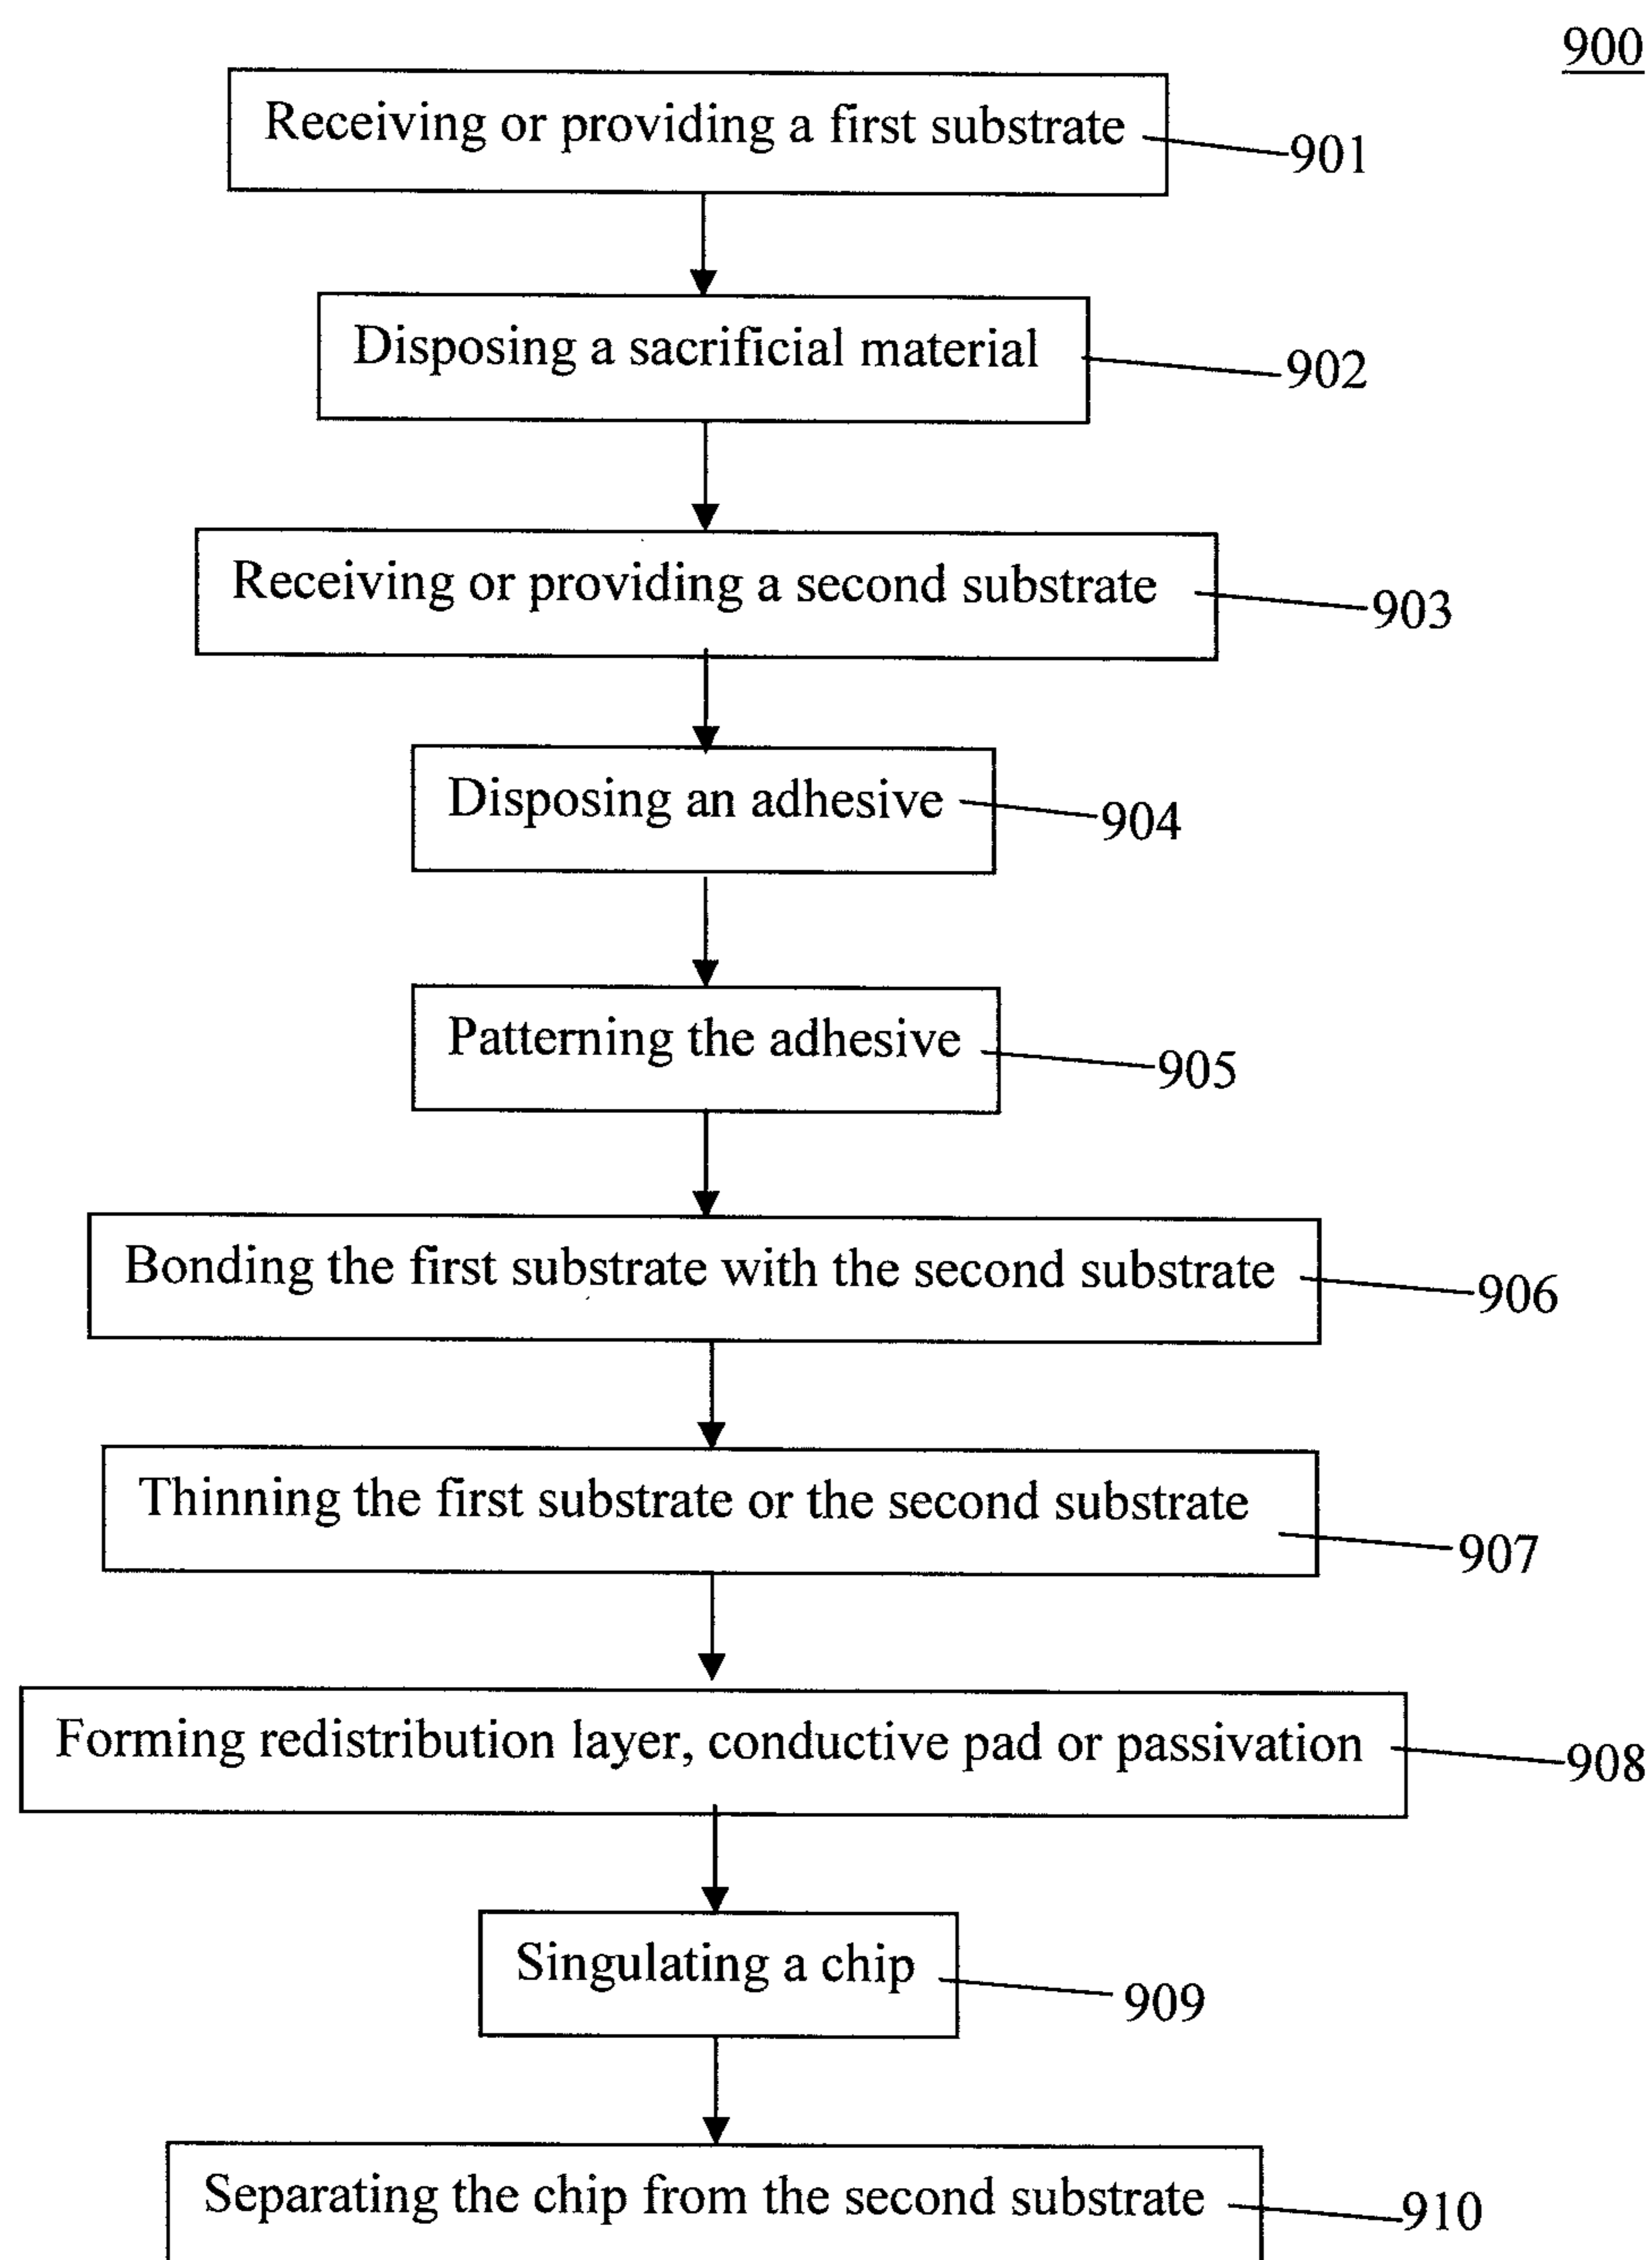 900
Receiving or providing a first substrate
901
Disposing a sacrificial material
902
Receiving or providing a second substrate
903
Disposing an adhesive
904
Patterning the adhesive
905
Bonding the first substrate with the second substrate
906
Thinning the first substrate or the second substrate
907
Forming redistribution layer, conductive pad or passivation
908
Singulating a chip
909
Separating the chip from the second substrate
910